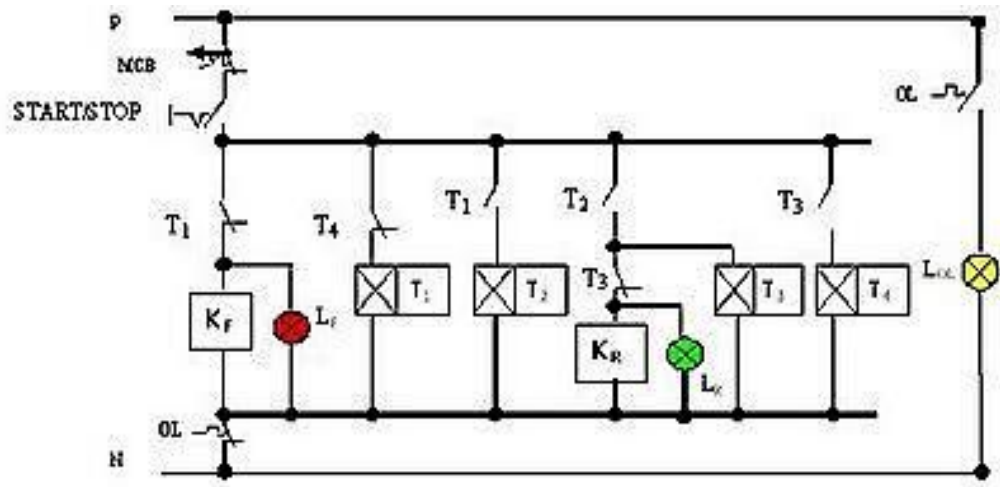 P
MCB
START/STOP
OL
T1
T4
T1
T2
T3
T3
KF
LF
T1
T2
T3
T4
LOL
KR
LR
OL
N